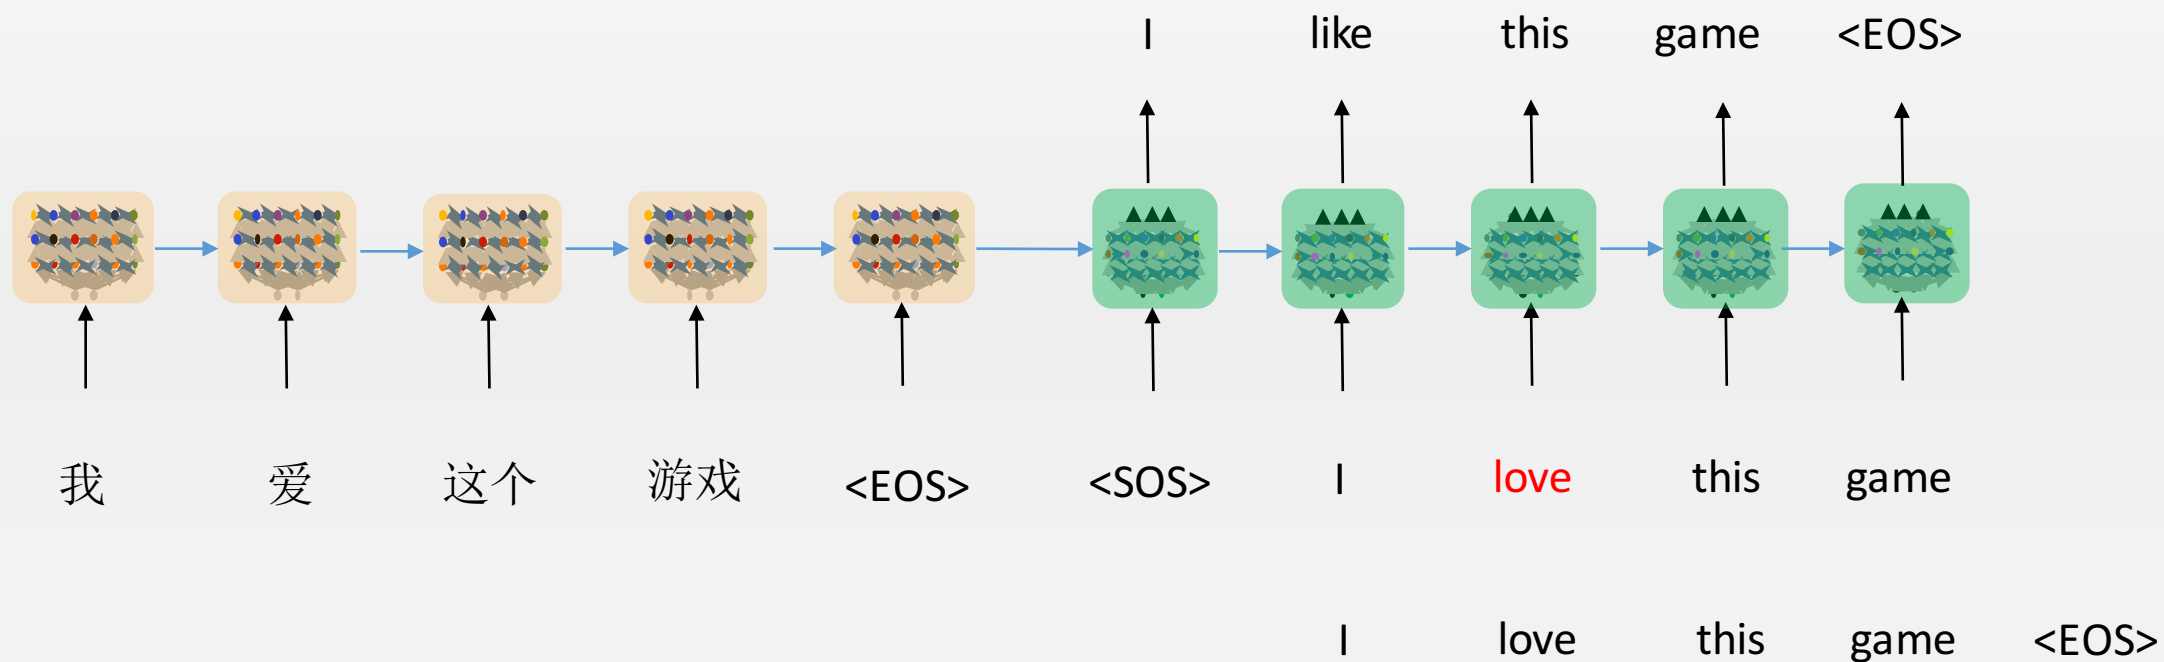 I like this game <EOS>
我 爱 这个 游戏 <EOS> <SOS> I love this game
I love this game <EOS>